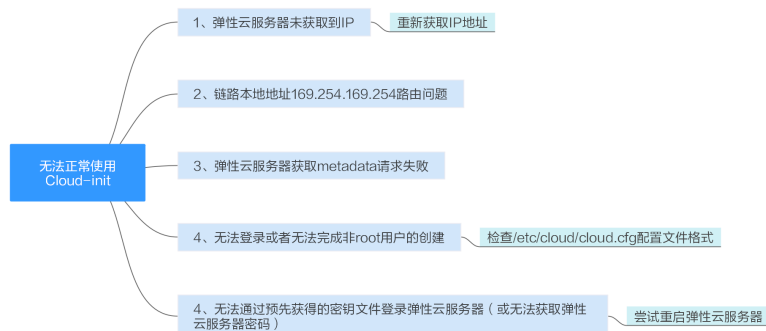 1、弹性云服务器未获取到IP
重新获取IP地址
2、链路本地地址169.254.169.254路由问题
无法正常使用
Cloud-init
3、弹性云服务器获取metadata请求失败
4、无法登录或者无法完成非root用户的创建
检查/etc/cloud/cloud.cfg配置文件格式
4、无法通过预先获得的密钥文件登录弹性云服务器（或无法获取弹性
云服务器密码）
尝试重启弹性云服务器